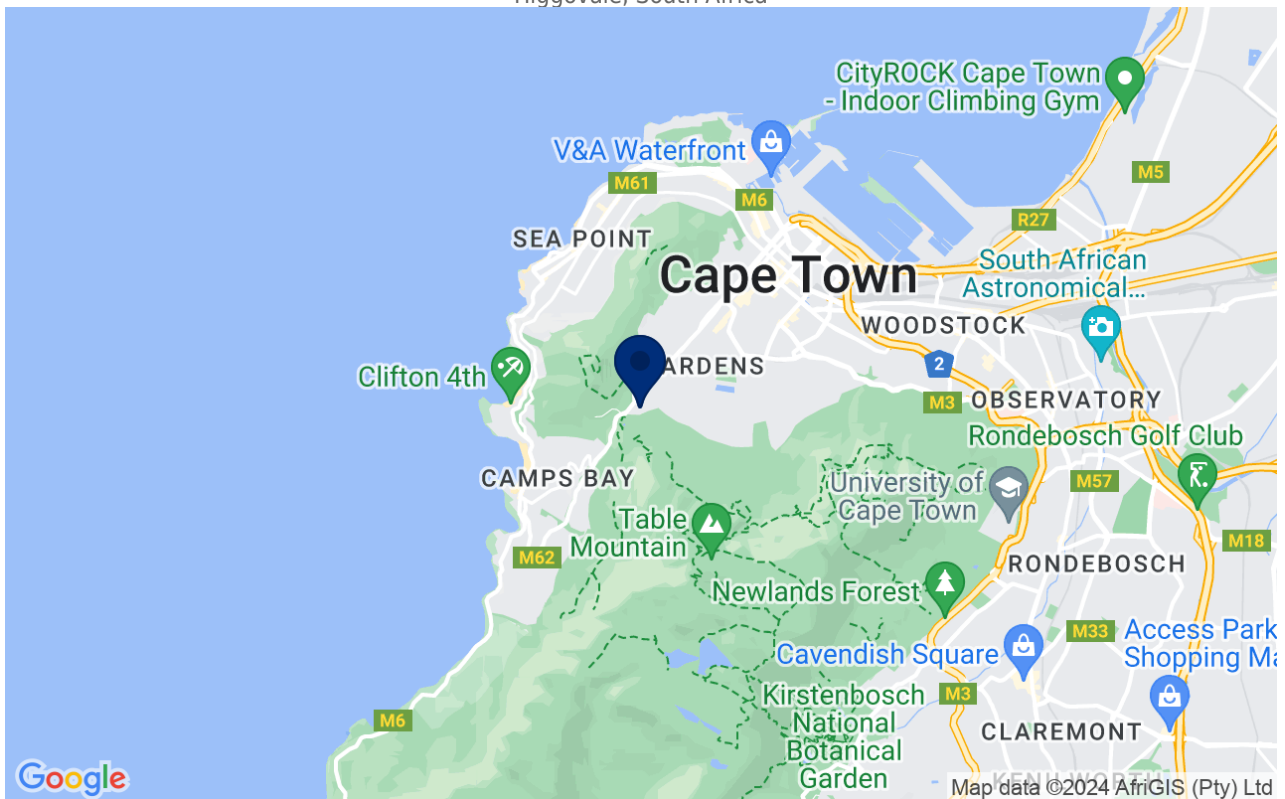 Higgovale, South Africa
CityROCK Cape Town
- Indoor Climbing Gym
V&A Waterfront
M5
M61
M6
R27
SEA POINT
South African
Astronomical...
Cape Town
WOODSTOCK
ARDENS
2
Clifton 4th
M3
OBSERVATORY
Rondebosch Golf Club
CAMPS BAY
University of
Cape Town
M57
Table
Mountain
M18
M62
RONDEBOSCH
Newlands Forest
M33
Access Park
Shopping Ma
Cavendish Square
Kirstenbosch
National
Botanical
Garden
M3
M6
CLAREMONT
Google
Map data ©2024 AfriGIS (Pty) Ltd